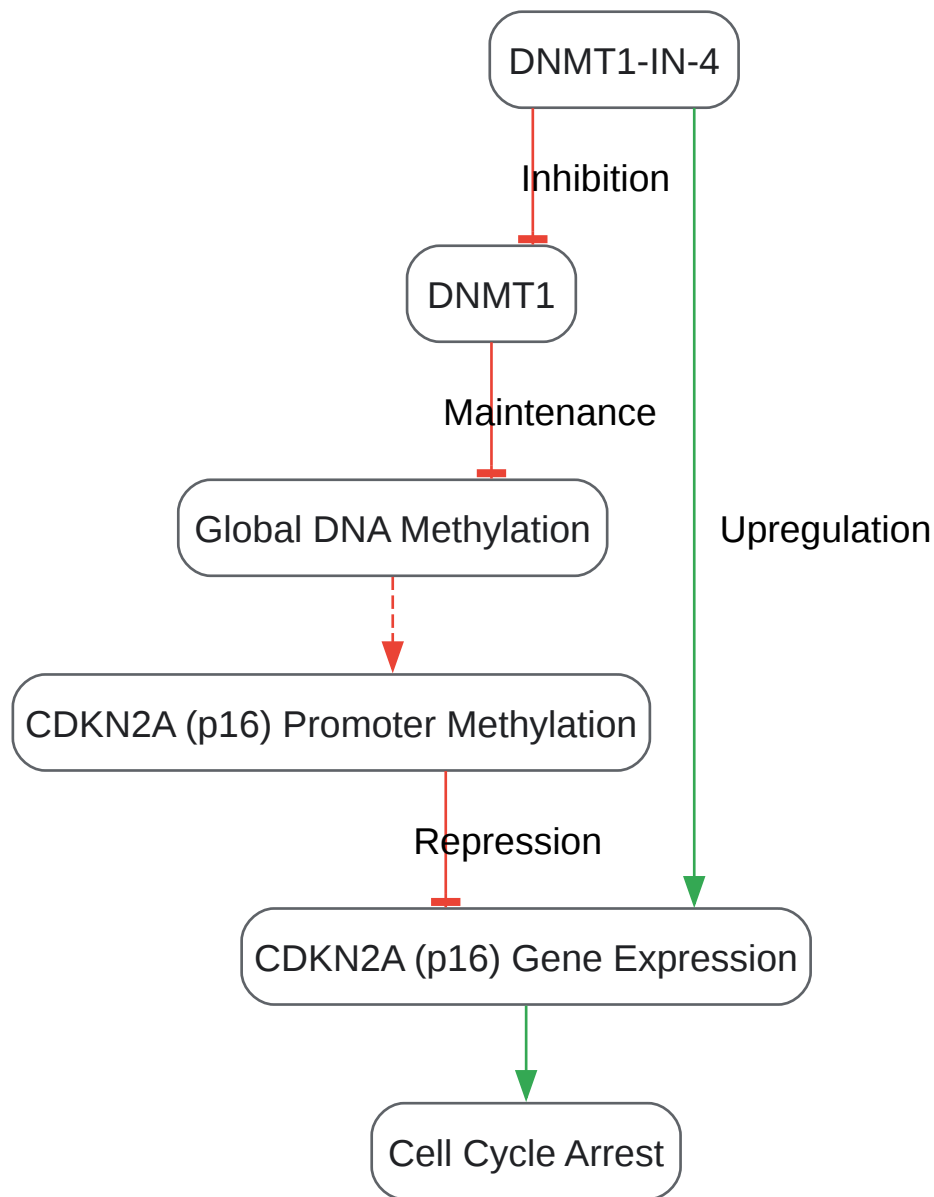 DNMT1-IN-4
Inhibition
DNMT1
Maintenance
Global DNA Methylation
Upregulation
CDKN2A (p16) Promoter Methylation
Repression
CDKN2A (p16) Gene Expression
Cell Cycle Arrest